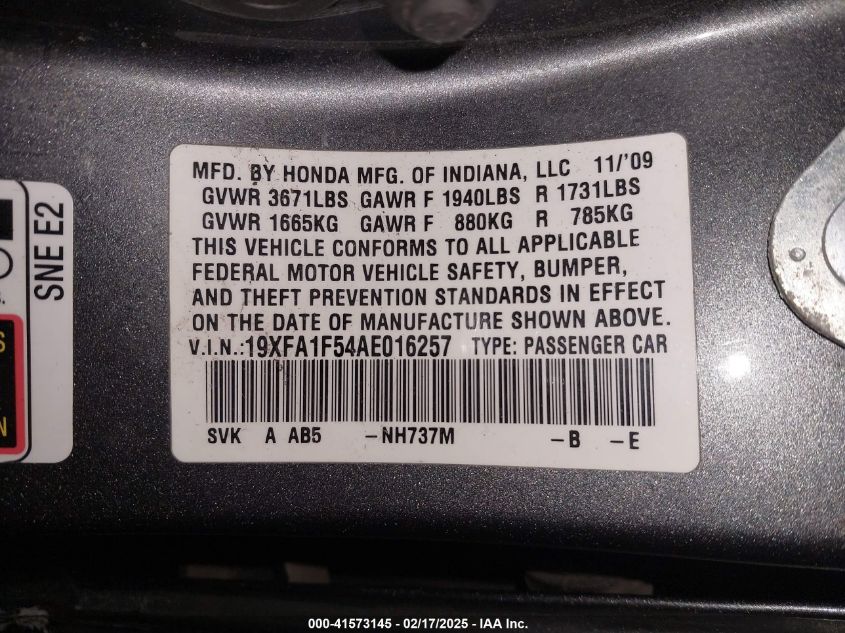 MFD. BY HONDA MFG. OF INDIANA, LLC 11/'09
GVWR 3671LBS GAWR F 1940LBS R 1731LBS
GVWR 1665KG GAWR F 880KG R 785KG
THIS VEHICLE CONFORMS TO ALL APPLICABLE
FEDERAL MOTOR VEHICLE SAFETY, BUMPER,
AND THEFT PREVENTION STANDARDS IN EFFECT
ON THE DATE OF MANUFACTURE SHOWN ABOVE.
V.I.N.:19XFA1F54AE016257 TYPE: PASSENGER CAR
SVK A AB5 -NH737M -B -E
SNE E2
000-41573145 - 02/17/2025 - IAA Inc.